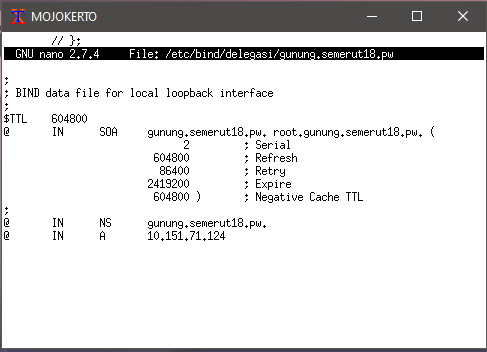 MOJOKERTO
// };
GNU nano 2.7.4 File: /etc/bind/delegasi/gunung.semerut18.pw
;
; BIND data file for local loopback interface
;
$TTL 604800
@ IN SOA gunung.semerut18.pw. root.gunung.semerut18.pw. (
2 ; Serial
604800 ; Refresh
86400 ; Retry
2419200 ; Expire
604800 ) ; Negative Cache TTL
;
@ IN NS gunung.semerut18.pw.
@ IN A 10.151.71.124